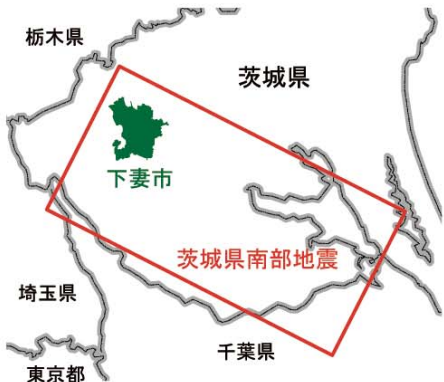 栃木県
茨城県
下妻市
茨城県南部地震
埼玉県
千葉県
東京都